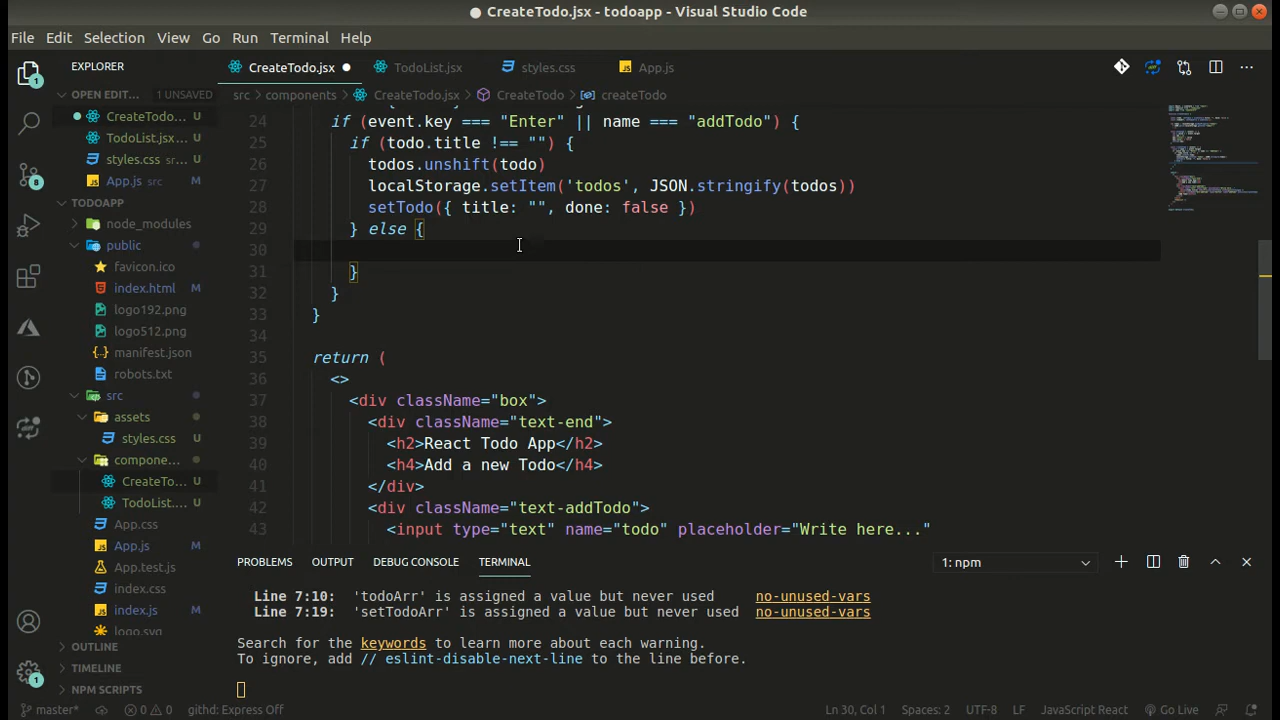 CreateTodo.jsx - todoapp - Visual Studio Code
File Edit Selection View Go Run Terminal Help
EXPLORER
CreateTodo.jsx TodoList.jsx styles.css App.js
OPEN EDIT... 1 UNSAVED
src components CreateTodo.jsx CreateTodo createTodo
CreateTodo... U
TodoList.jsx... U
styles.css ... U
App.js src
TODOAPP
node_modules
public
favicon.ico
index.html M
logo192.png
logo512.png
manifest.json
robots.txt
src
assets
styles.css U
compone...
CreateTo... U
TodoList.... U
App.css
App.js M
App.test.js
index.css
index.js M
logo.svg
OUTLINE
TIMELINE
NPM SCRIPTS
1
8
1
24 if (event.key === "Enter" || name === "addTodo") {
25 if (todo.title !== "") {
26 todos.unshift(todo)
27 localStorage.setItem('todos', JSON.stringify(todos))
28 setTodo({ title: "", done: false })
29 } else {
30
31 }
32 }
33 }
34
35 return (
36 <>
37 <div className="box">
38 <div className="text-end">
39 <h2>React Todo App</h2>
40 <h4>Add a new Todo</h4>
41 </div>
42 <div className="text-addTodo">
43 <input type="text" name="todo" placeholder="Write here..."
PROBLEMS OUTPUT DEBUG CONSOLE TERMINAL 1: npm
Line 7:10: 'todoArr' is assigned a value but never used no-unused-vars
Line 7:19: 'setTodoArr' is assigned a value but never used no-unused-vars
Search for the keywords to learn more about each warning.
To ignore, add // eslint-disable-next-line to the line before.
master* 0 0 githd: Express Off Ln 30, Col 1 Spaces: 2 UTF-8 LF JavaScript React Go Live